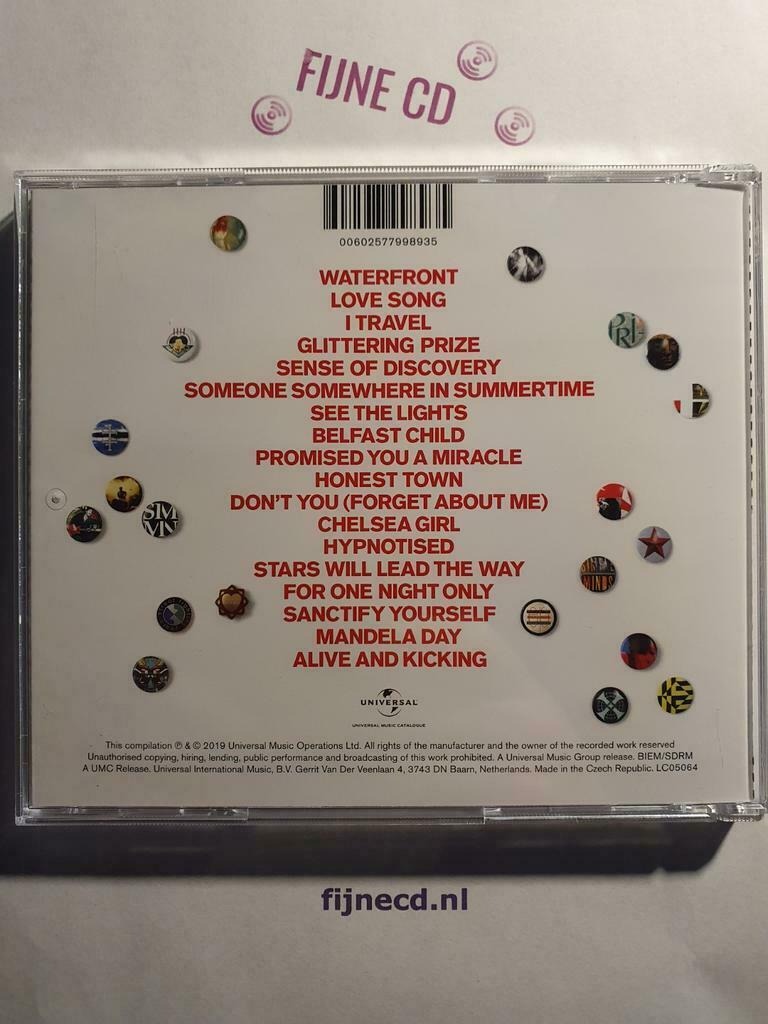 FIJNE CD
00602577998935
WATERFRONT
LOVE SONG
I TRAVEL
GLITTERING PRIZE
SENSE OF DISCOVERY
SOMEONE SOMEWHERE IN SUMMERTIME
SEE THE LIGHTS
BELFAST CHILD
PROMISED YOU A MIRACLE
HONEST TOWN
DON'T YOU (FORGET ABOUT ME)
CHELSEA GIRL
HYPNOTISED
STARS WILL LEAD THE WAY
FOR ONE NIGHT ONLY
SANCTIFY YOURSELF
MANDELA DAY
ALIVE AND KICKING
UNIVERSAL
UNIVERSAL MUSIC CATALOGUE
This compilation ℗ & © 2019 Universal Music Operations Ltd. All rights of the manufacturer and the owner of the recorded work reserved
Unauthorised copying, hiring, lending, public performance and broadcasting of this work prohibited. A Universal Music Group release. BIEM/SDRM
A UMC Release. Universal International Music, B.V. Gerrit Van Der Veenlaan 4, 3743 DN Baarn, Netherlands. Made in the Czech Republic. LC05064
fijnecd.nl